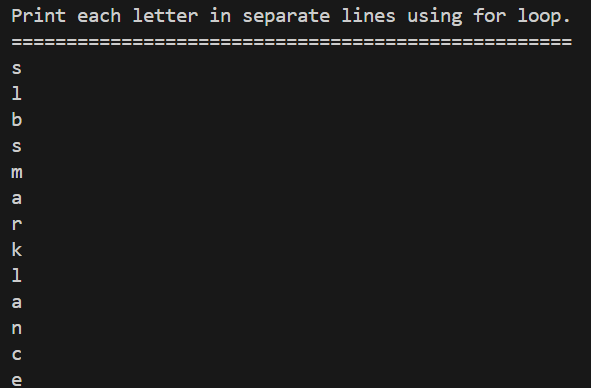 Print each letter in separate lines using for loop.
===================================================
s
l
b
s
m
a
r
k
l
a
n
c
e